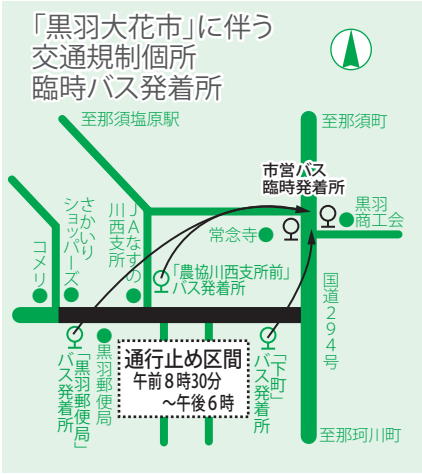 「黒羽大花市」に伴う
交通規制個所
臨時バス発着所
至那須塩原駅
至那須町
市営バス
臨時発着所
黒羽
商工会
常念寺
JAなすの
川西支所
さかいり
ショッパーズ
コメリ
「農協川西支所前」
バス発着所
国道294号
「黒羽郵便局」
バス発着所
黒羽郵便局
通行止め区間
午前8時30分
〜午後6時
「下町」
バス発着所
至那珂川町